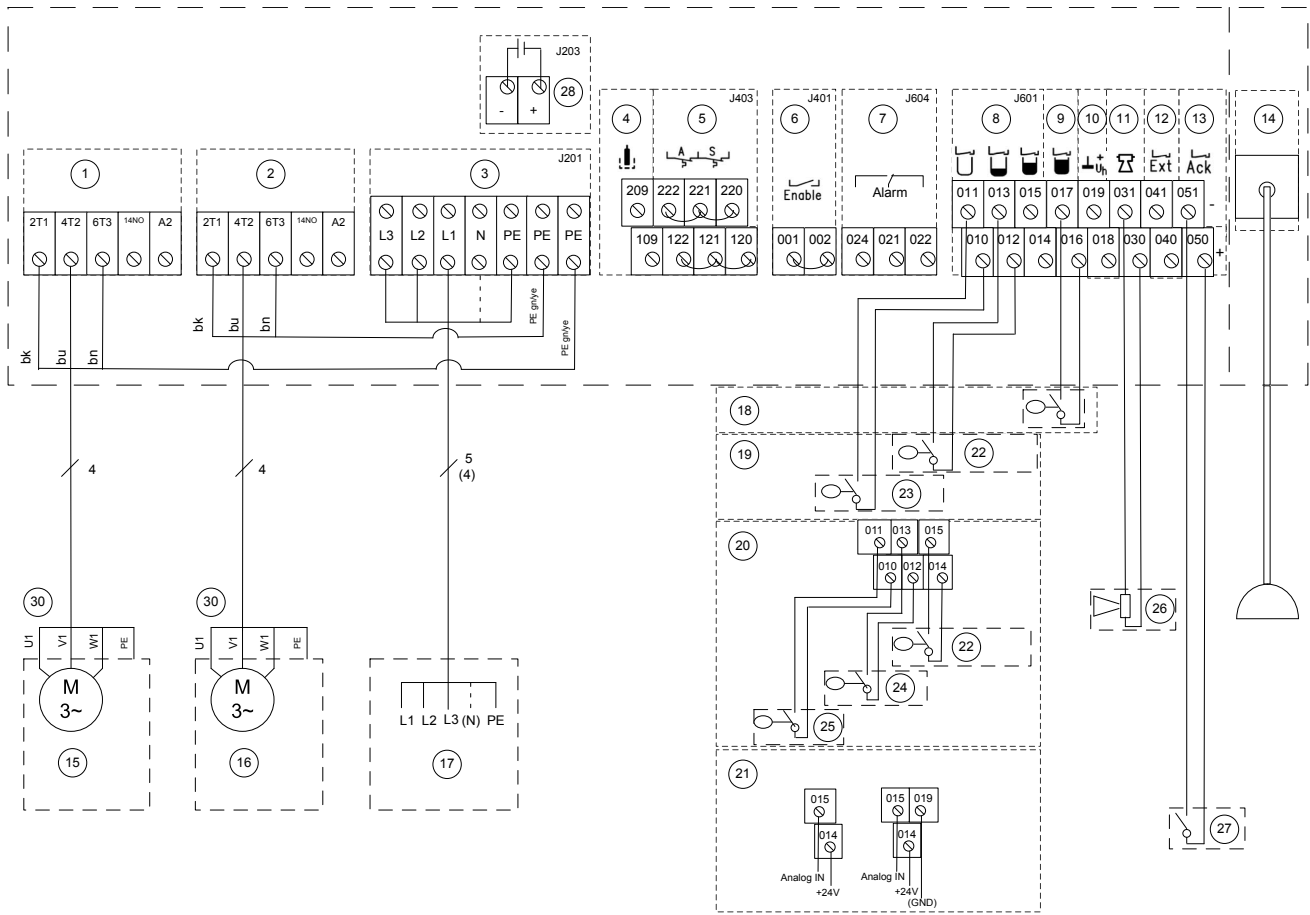 J203
28
- +
J403
J401
J604
J601
4 5 6 7 8 9 10 11 12 13 14
1 2 3
J201
A S
Enable
Alarm
+
Uh
Ext
Ack
2T1 4T2 6T3 14NO A2
2T1 4T2 6T3 14NO A2
L3 L2 L1 N PE PE PE
209 222 221 220
109 122 121 120
001 002
024 021 022
011 013 015 017 019 031 041 051 -
010 012 014 016 018 030 040 050 +
bk bu bn
bk bu bn
PE gn/ye
PE gn/ye
18
19
22
23
4
4
5
(4)
20
011 013 015
010 012 014
22
24
25
26
27
30
30
U1 V1 W1 PE
U1 V1 W1 PE
M
3~
M
3~
L1 L2 L3 (N) PE
15
16
17
21
015
014
Analog IN
+24V
015 019
014
Analog IN
+24V
(GND)